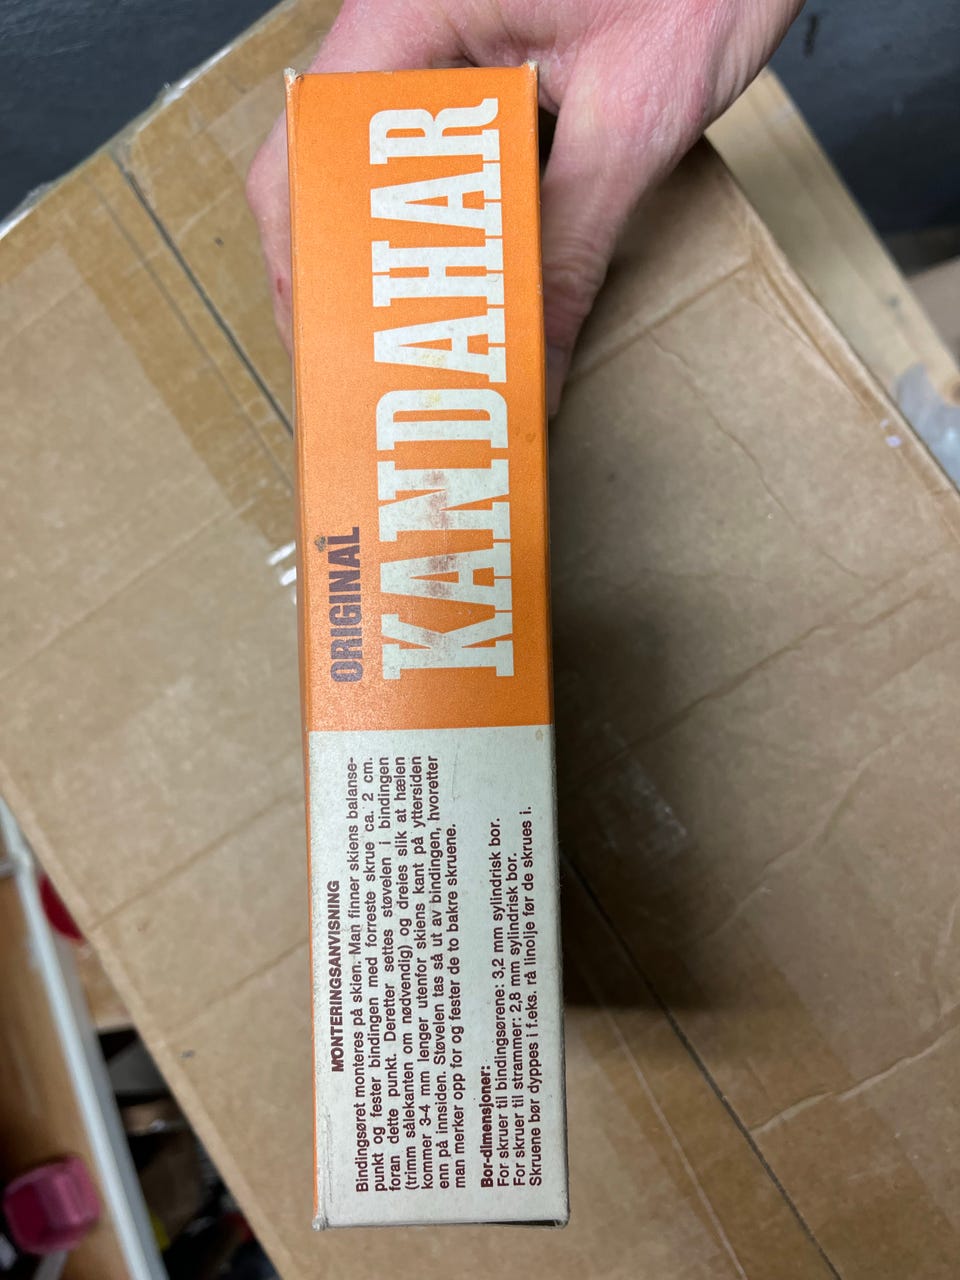 ORIGINAL
KANDAHAR
MONTERINGSANVISNING
Bindingsøret monteres på skien. Man finner skiens balanse-
punkt og fester bindingen med forreste skrue ca. 2 cm.
foran dette punkt. Deretter settes støvelen i bindingen
(trimm sålekanten om nødvendig) og dreies slik at hælen
kommer 3-4 mm lenger utenfor skiens kant på yttersiden
enn på innsiden. Støvelen tas så ut av bindingen, hvoretter
man merker opp for og fester de to bakre skruene.
Bor-dimensjoner:
For skruer til bindingsørene: 3,2 mm sylindrisk bor.
For skruer til strammer: 2,8 mm sylindrisk bor.
Skruene bør dyppes i f.eks. rå linolje før de skrues i.